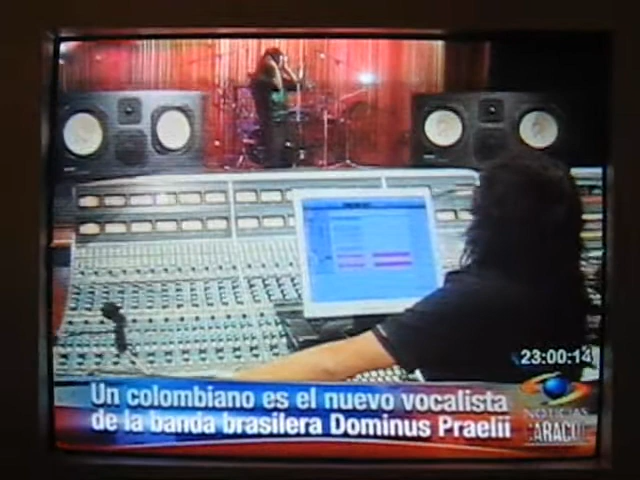 23:00:14
Un colombiano es el nuevo vocalista
de la banda brasilera Dominus Praelii
NOTICIAS
CARACOL